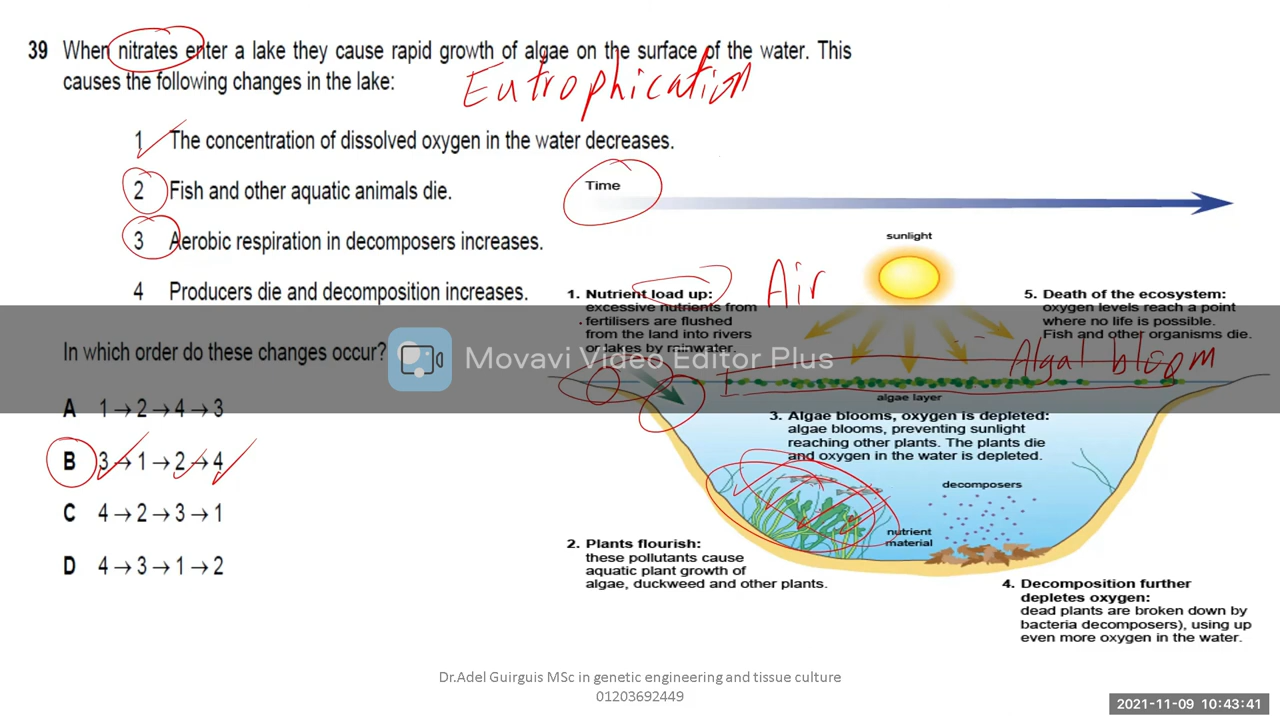 39 When nitrates enter a lake they cause rapid growth of algae on the surface of the water. This
causes the following changes in the lake:
Eutrophication
1 The concentration of dissolved oxygen in the water decreases.
2 Fish and other aquatic animals die.
3 Aerobic respiration in decomposers increases.
4 Producers die and decomposition increases.
In which order do these changes occur?
A 1 → 2 → 4 → 3
B 3 → 1 → 2 → 4
C 4 → 2 → 3 → 1
D 4 → 3 → 1 → 2
Time
sunlight
Air
1. Nutrient load up:
excessive nutrients from
fertilisers are flushed
from the land into rivers
or lakes by rainwater.
5. Death of the ecosystem:
oxygen levels reach a point
where no life is possible.
Fish and other organisms die.
Movavi Video Editor Plus
Algal bloom
algae layer
3. Algae blooms, oxygen is depleted:
algae blooms, preventing sunlight
reaching other plants. The plants die
and oxygen in the water is depleted.
decomposers
nutrient
material
2. Plants flourish:
these pollutants cause
aquatic plant growth of
algae, duckweed and other plants.
4. Decomposition further
depletes oxygen:
dead plants are broken down by
bacteria decomposers), using up
even more oxygen in the water.
Dr.Adel Guirguis MSc in genetic engineering and tissue culture
01203692449
2021-11-09 10:43:41